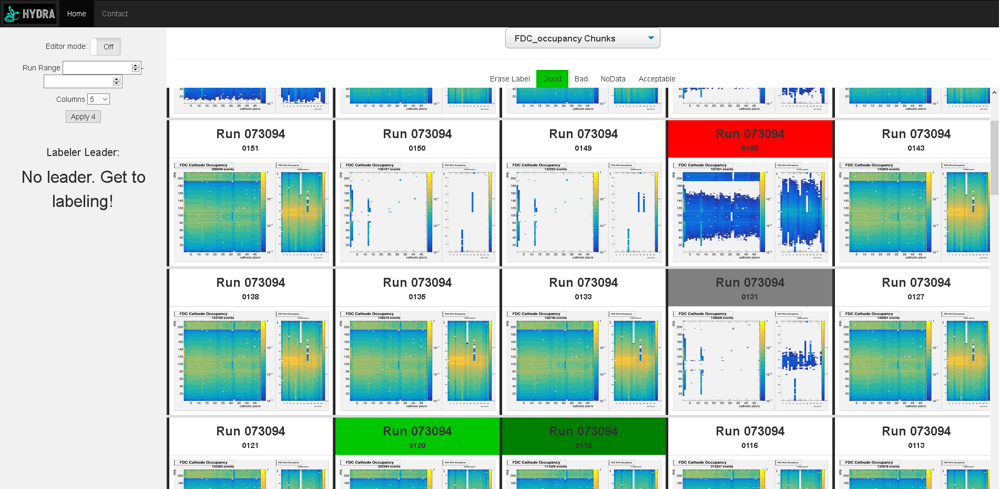 HYDRA Home Contact
Editor mode: Off
Run Range -
Columns 5
Apply 4
Labeler Leader:
No leader. Get to
labeling!
FDC_occupancy Chunks
Erase Label Good Bad NoData Acceptable
Run 073094 Run 073094 Run 073094 Run 073094 Run 073094
0151 0150 0149 0148 0143
FDC Cathode Occupancy FDC Wire Occupancy FDC Cathode Occupancy FDC Wire Occupancy FDC Cathode Occupancy FDC Wire Occupancy FDC Cathode Occupancy FDC Wire Occupancy FDC Cathode Occupancy FDC Wire Occupancy
206949 events 130727 events 132283 events 107251 events 143943 events
cathode plane cathode plane cathode plane cathode plane cathode plane
Run 073094 Run 073094 Run 073094 Run 073094 Run 073094
0138 0135 0133 0131 0127
FDC Cathode Occupancy FDC Wire Occupancy FDC Cathode Occupancy FDC Wire Occupancy FDC Cathode Occupancy FDC Wire Occupancy FDC Cathode Occupancy FDC Wire Occupancy FDC Cathode Occupancy FDC Wire Occupancy
154709 events 148519 events 156740 events 136858 events 146091 events
cathode plane cathode plane cathode plane cathode plane cathode plane
Run 073094 Run 073094 Run 073094 Run 073094 Run 073094
0121 0120 0118 0116 0113
FDC Cathode Occupancy FDC Wire Occupancy FDC Cathode Occupancy FDC Wire Occupancy FDC Cathode Occupancy FDC Wire Occupancy FDC Cathode Occupancy FDC Wire Occupancy FDC Cathode Occupancy FDC Wire Occupancy
155485 events 203394 events 111526 events 214357 events 134818 events